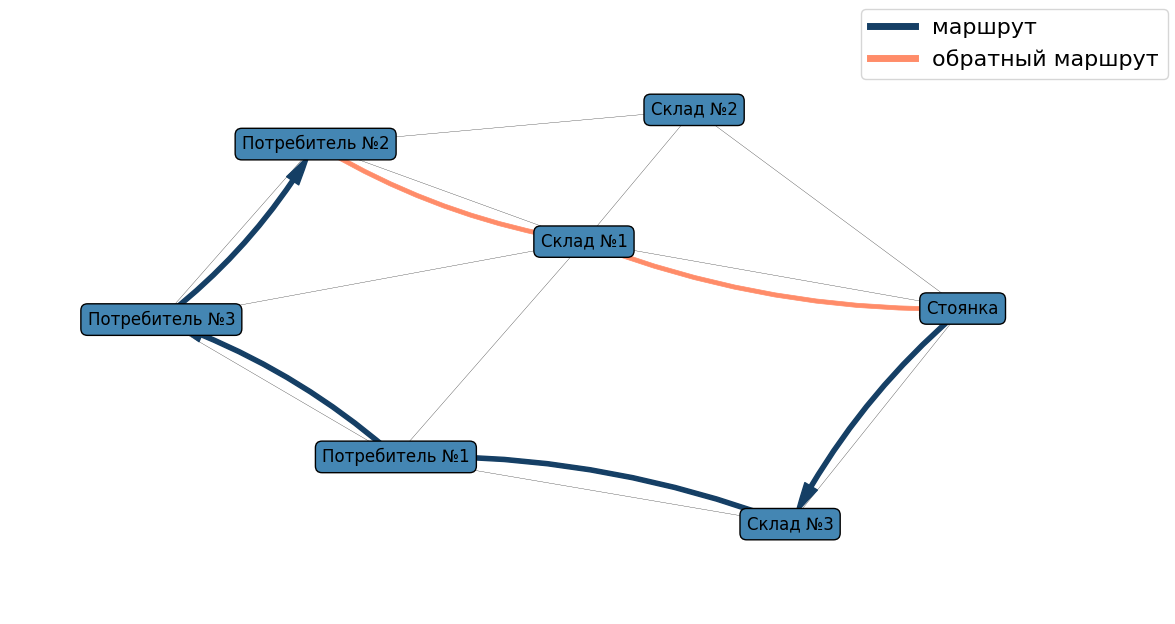 маршрут
обратный маршрут
Склад №2
Потребитель №2
Склад №1
Стоянка
Потребитель №3
Потребитель №1
Склад №3